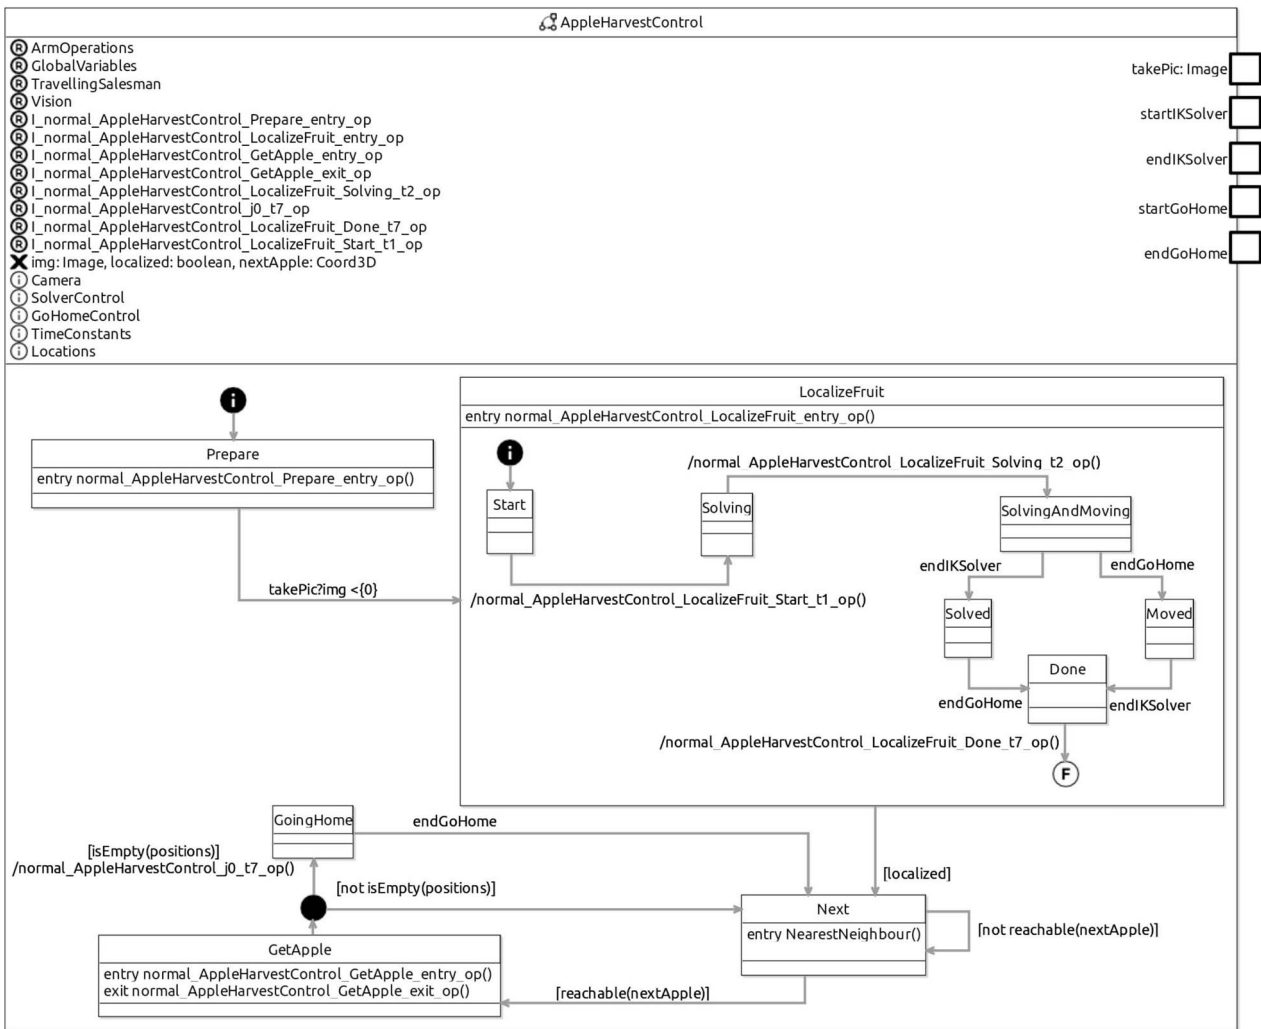 AppleHarvestControl
R ArmOperations
R GlobalVariables
R TravellingSalesman
R Vision
R I_normal_AppleHarvestControl_Prepare_entry_op
R I_normal_AppleHarvestControl_LocalizeFruit_entry_op
R I_normal_AppleHarvestControl_GetApple_entry_op
R I_normal_AppleHarvestControl_GetApple_exit_op
R I_normal_AppleHarvestControl_LocalizeFruit_Solving_t2_op
R I_normal_AppleHarvestControl_j0_t7_op
R I_normal_AppleHarvestControl_LocalizeFruit_Done_t7_op
R I_normal_AppleHarvestControl_LocalizeFruit_Start_t1_op
img: Image, localized: boolean, nextApple: Coord3D
i Camera
i SolverControl
i GoHomeControl
i TimeConstants
i Locations
takePic: Image
startIKSolver
endIKSolver
startGoHome
endGoHome
i
Prepare
entry normal_AppleHarvestControl_Prepare_entry_op()
takePic?img <{0}
LocalizeFruit
entry normal_AppleHarvestControl_LocalizeFruit_entry_op()
i
Start
/normal_AppleHarvestControl_LocalizeFruit_Start_t1_op()
Solving
/normal_AppleHarvestControl_LocalizeFruit_Solving_t2_op()
SolvingAndMoving
endIKSolver
endGoHome
Solved
Moved
Done
endGoHome
endIKSolver
/normal_AppleHarvestControl_LocalizeFruit_Done_t7_op()
F
GoingHome
endGoHome
[isEmpty(positions)]
/normal_AppleHarvestControl_j0_t7_op()
[not isEmpty(positions)]
[localized]
Next
entry NearestNeighbour()
[not reachable(nextApple)]
GetApple
entry normal_AppleHarvestControl_GetApple_entry_op()
exit normal_AppleHarvestControl_GetApple_exit_op()
[reachable(nextApple)]